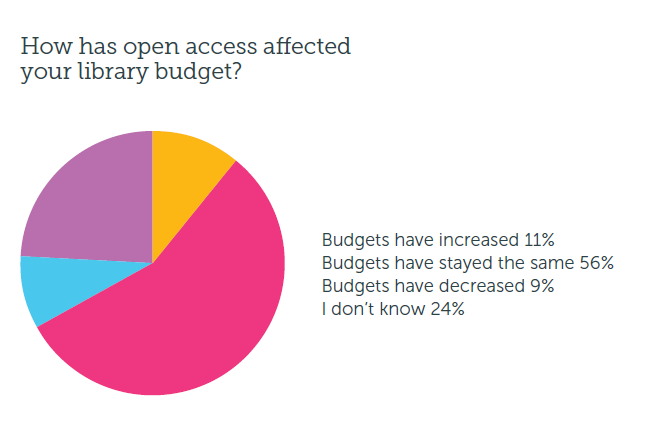 How has open access affected
your library budget?
Budgets have increased 11%
Budgets have stayed the same 56%
Budgets have decreased 9%
I don’t know 24%